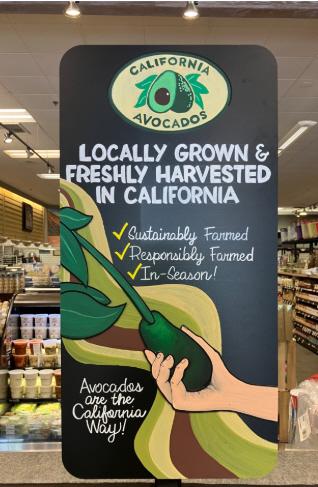 CALIFORNIA
AVOCADOS
LOCALLY GROWN &
FRESHLY HARVESTED
IN CALIFORNIA
Sustainably Farmed
Responsibly Farmed
In-Season!
Avocados
are the
California
Way!